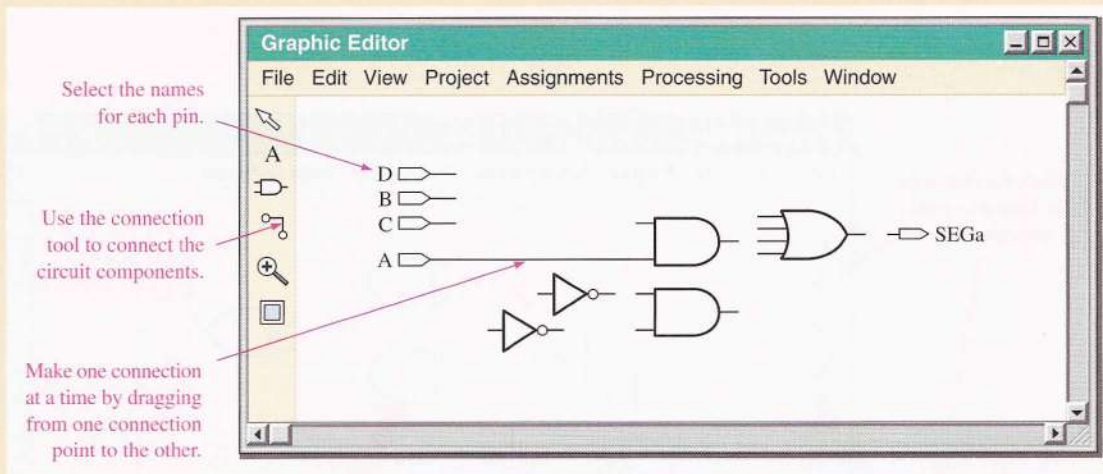 Graphic Editor
File Edit View Project Assignments Processing Tools Window
Select the names
for each pin.
A
D
B
C
A
SEGa
Use the connection
tool to connect the
circuit components.
Make one connection
at a time by dragging
from one connection
point to the other.